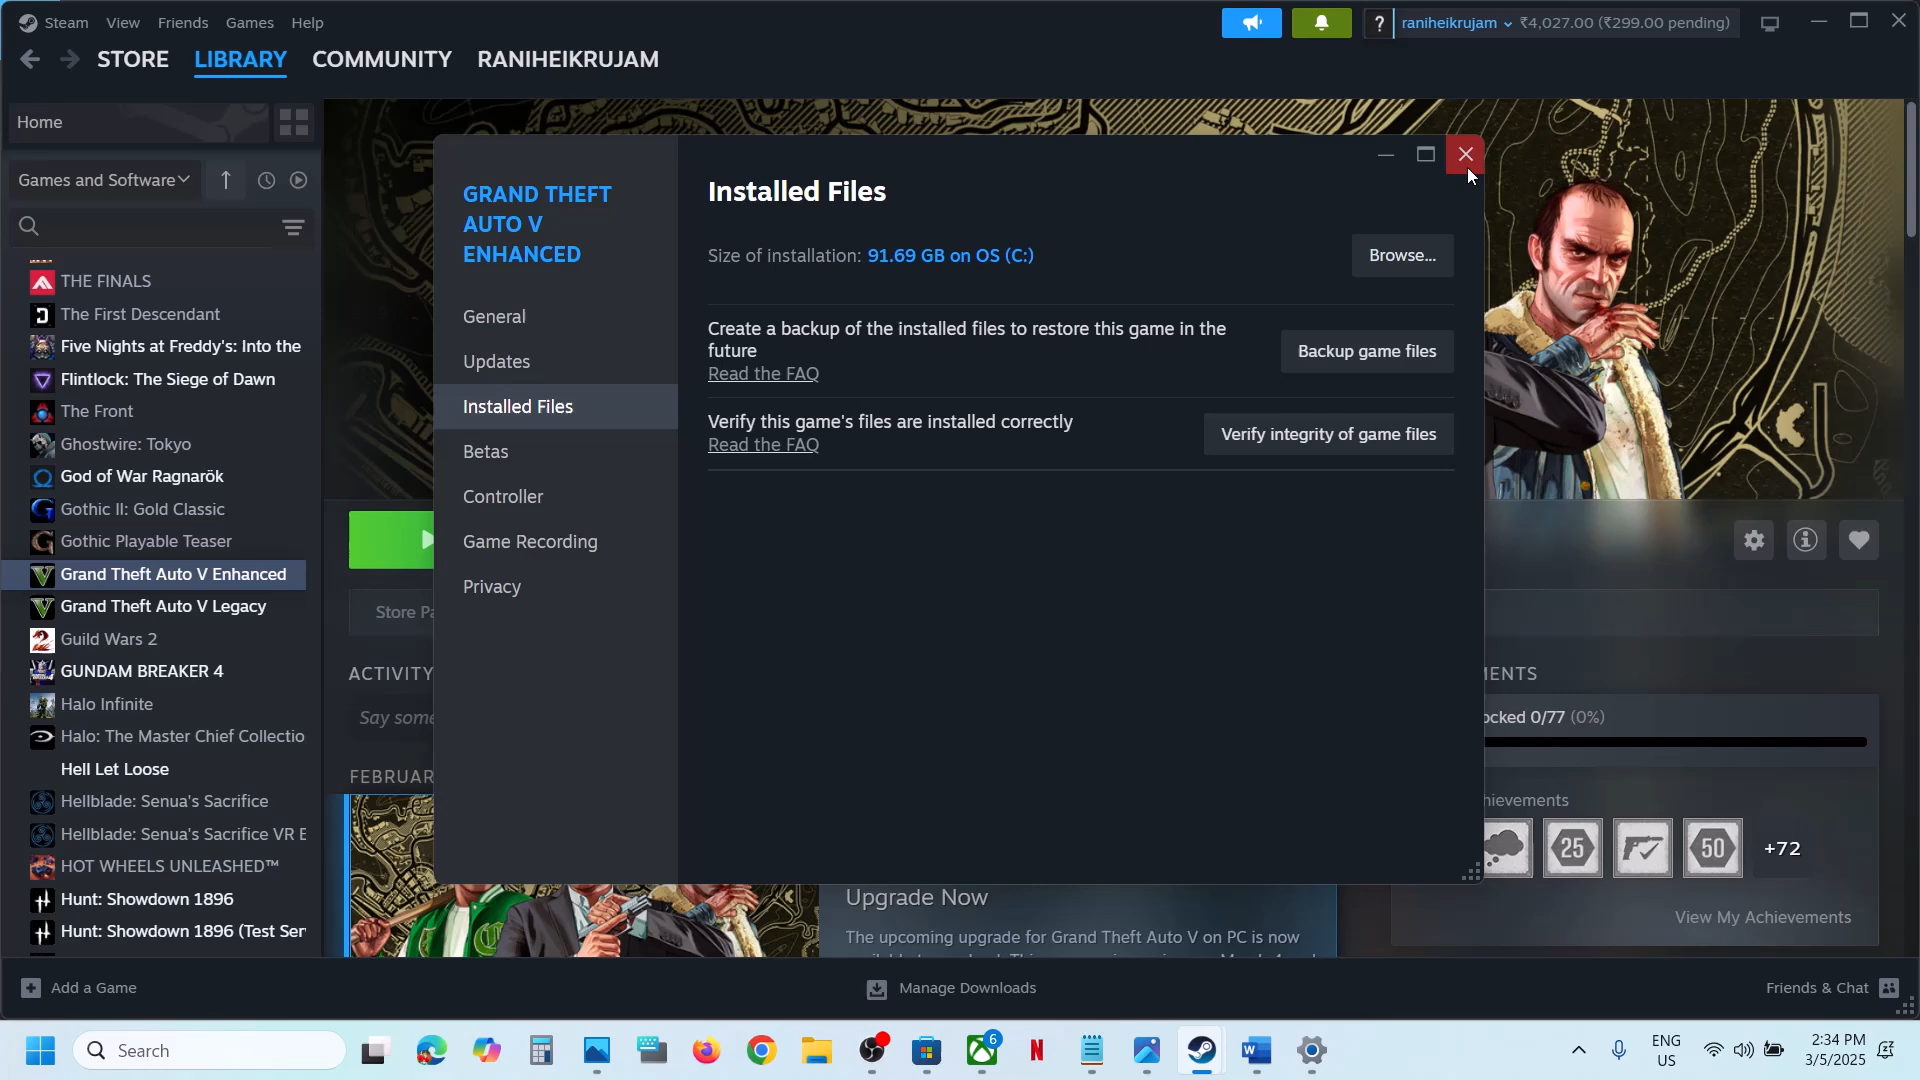 Steam View Friends Games Help
raniheikrujam ₹4,027.00 (₹299.00 pending)
STORE LIBRARY COMMUNITY RANIHEIKRUJAM
Home
Games and Software
THE FINALS
The First Descendant
Five Nights at Freddy's: Into the
Flintlock: The Siege of Dawn
The Front
Ghostwire: Tokyo
God of War Ragnarök
Gothic II: Gold Classic
Gothic Playable Teaser
Grand Theft Auto V Enhanced
Grand Theft Auto V Legacy
Guild Wars 2
GUNDAM BREAKER 4
Halo Infinite
Halo: The Master Chief Collectio
Hell Let Loose
Hellblade: Senua's Sacrifice
Hellblade: Senua's Sacrifice VR E
HOT WHEELS UNLEASHED™
Hunt: Showdown 1896
Hunt: Showdown 1896 (Test Ser
GRAND THEFT
AUTO V
ENHANCED
General
Updates
Installed Files
Betas
Controller
Game Recording
Privacy
Installed Files
Size of installation: 91.69 GB on OS (C:)
Browse...
Create a backup of the installed files to restore this game in the
future
Read the FAQ
Backup game files
Verify this game's files are installed correctly
Read the FAQ
Verify integrity of game files
Store Pa
ACTIVITY
Say some
FEBRUAR
Upgrade Now
The upcoming upgrade for Grand Theft Auto V on PC is now
MENTS
ocked 0/77 (0%)
hievements
25
50
+72
View My Achievements
Add a Game
Manage Downloads
Friends & Chat
Search
6
ENG
US
2:34 PM
3/5/2025